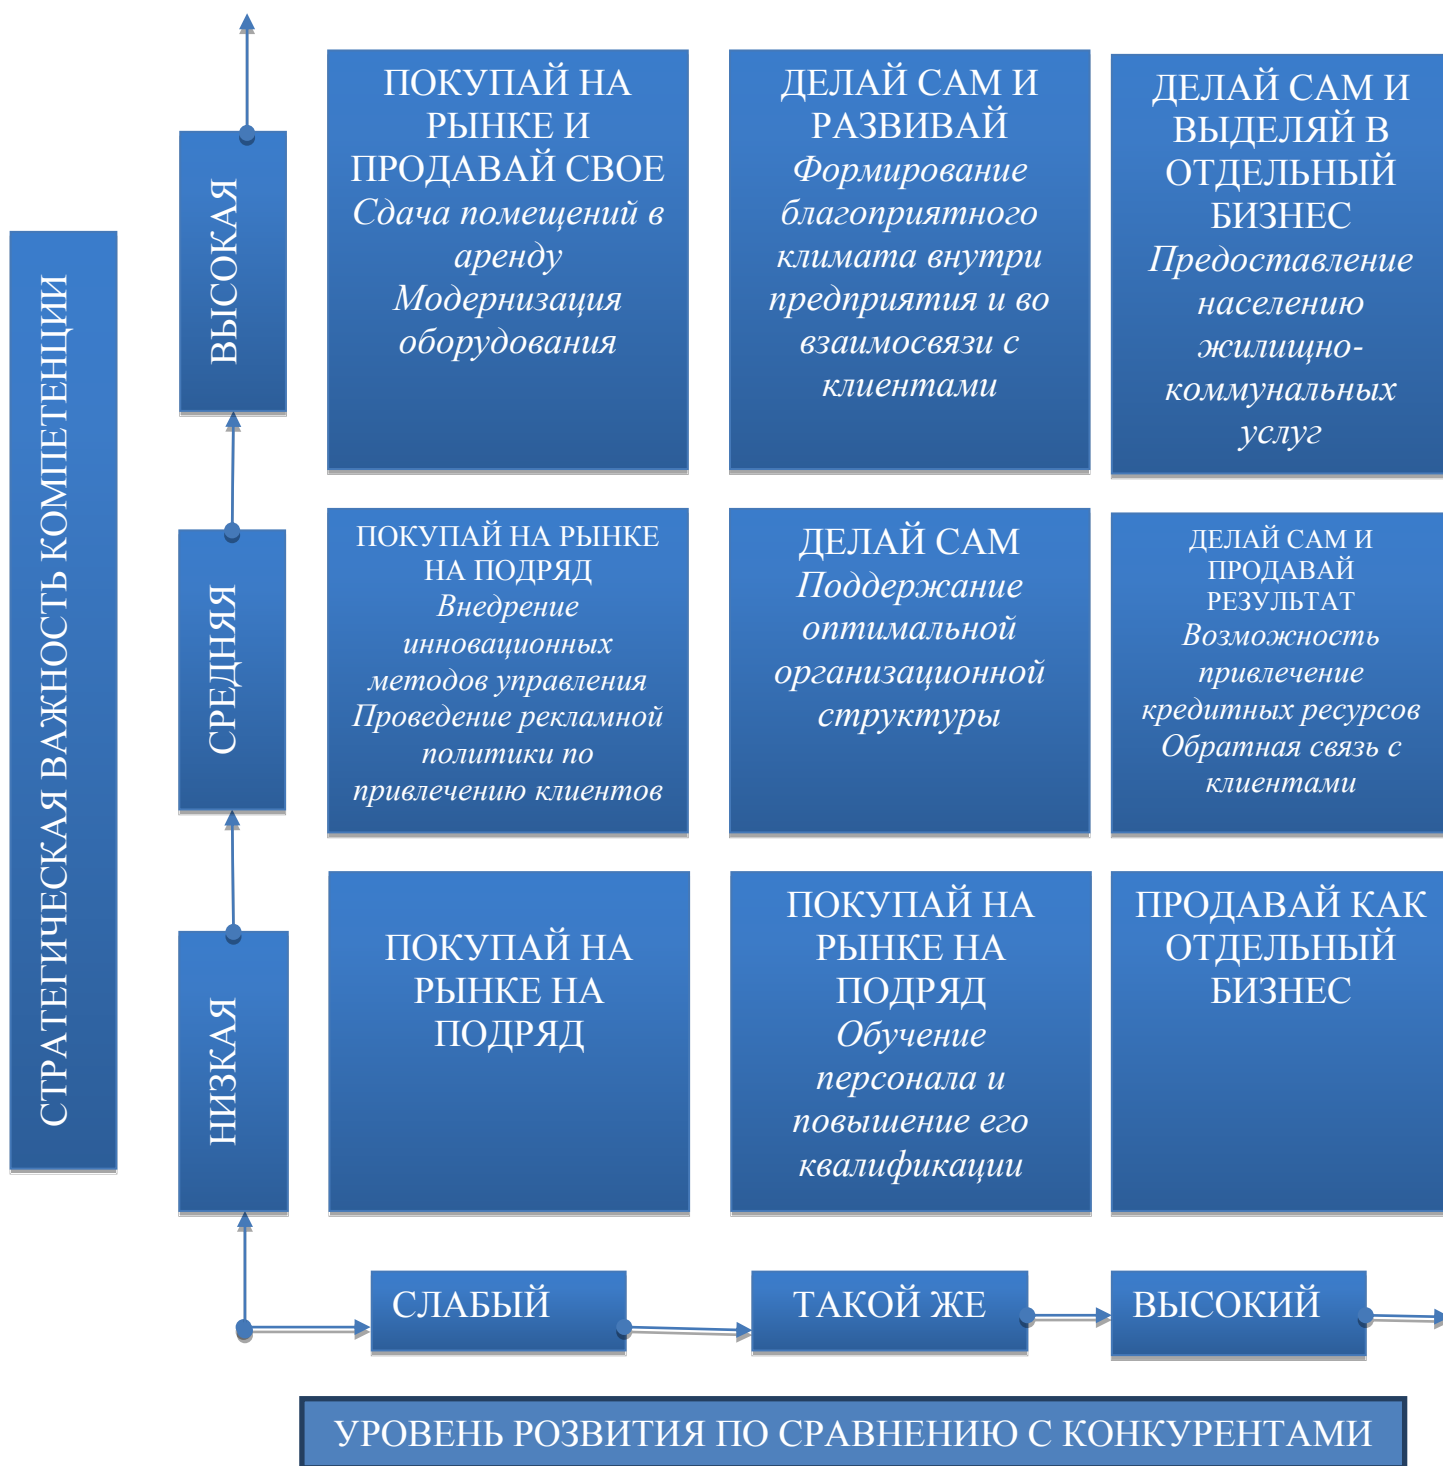 СТРАТЕГИЧЕСКАЯ ВАЖНОСТЬ КОМПЕТЕНЦИИ
ВЫСОКАЯ
ПОКУПАЙ НА
РЫНКЕ И
ПРОДАВАЙ СВОЕ
Сдача помещений в
аренду
Модернизация
оборудования
ДЕЛАЙ САМ И
РАЗВИВАЙ
Формирование
благоприятного
климата внутри
предприятия и во
взаимосвязи с
клиентами
ДЕЛАЙ САМ И
ВЫДЕЛЯЙ В
ОТДЕЛЬНЫЙ
БИЗНЕС
Предоставление
населению
жилищно-
коммунальных
услуг
СРЕДНЯЯ
ПОКУПАЙ НА РЫНКЕ
НА ПОДРЯД
Внедрение
инновационных
методов управления
Проведение рекламной
политики по
привлечению клиентов
ДЕЛАЙ САМ
Поддержание
оптимальной
организационной
структуры
ДЕЛАЙ САМ И
ПРОДАВАЙ
РЕЗУЛЬТАТ
Возможность
привлечение
кредитных ресурсов
Обратная связь с
клиентами
НИЗКАЯ
ПОКУПАЙ НА
РЫНКЕ НА
ПОДРЯД
ПОКУПАЙ НА
РЫНКЕ НА
ПОДРЯД
Обучение
персонала и
повышение его
квалификации
ПРОДАВАЙ КАК
ОТДЕЛЬНЫЙ
БИЗНЕС
СЛАБЫЙ
ТАКОЙ ЖЕ
ВЫСОКИЙ
УРОВЕНЬ РОЗВИТИЯ ПО СРАВНЕНИЮ С КОНКУРЕНТАМИ